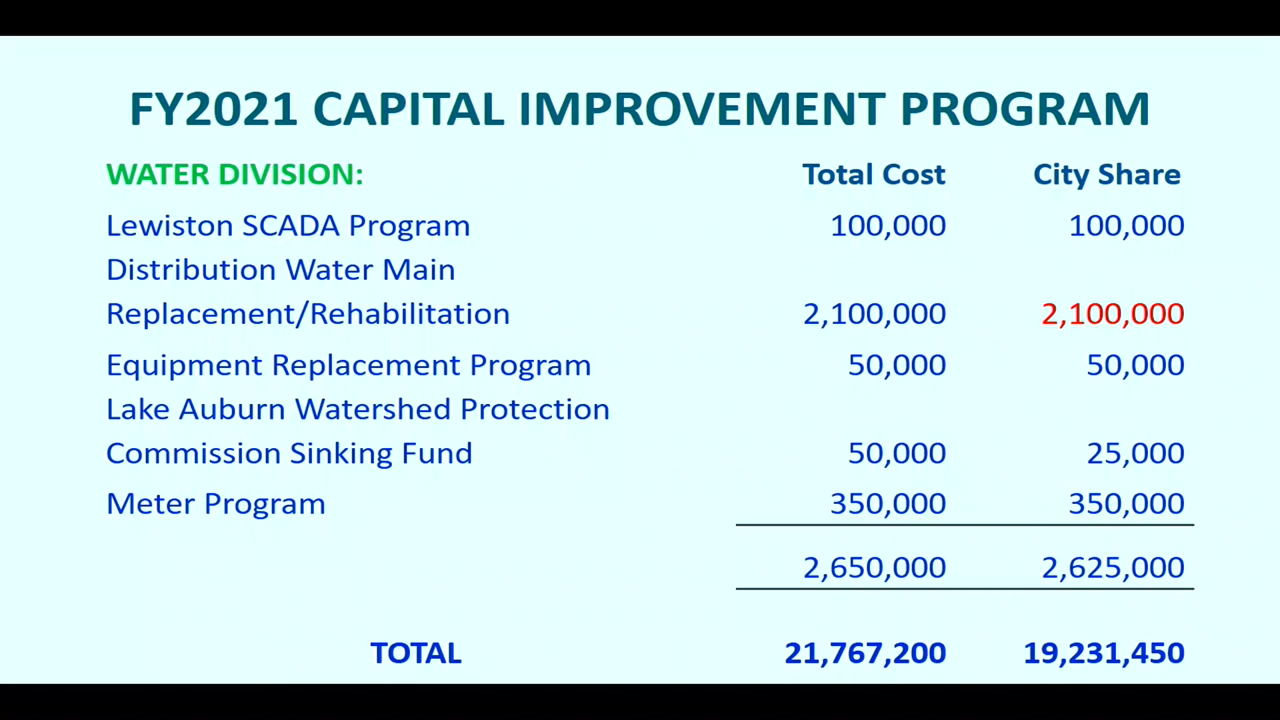 FY2021 CAPITAL IMPROVEMENT PROGRAM
WATER DIVISION: Total Cost City Share
Lewiston SCADA Program 100,000 100,000
Distribution Water Main
Replacement/Rehabilitation 2,100,000 2,100,000
Equipment Replacement Program 50,000 50,000
Lake Auburn Watershed Protection
Commission Sinking Fund 50,000 25,000
Meter Program 350,000 350,000
2,650,000 2,625,000
TOTAL 21,767,200 19,231,450